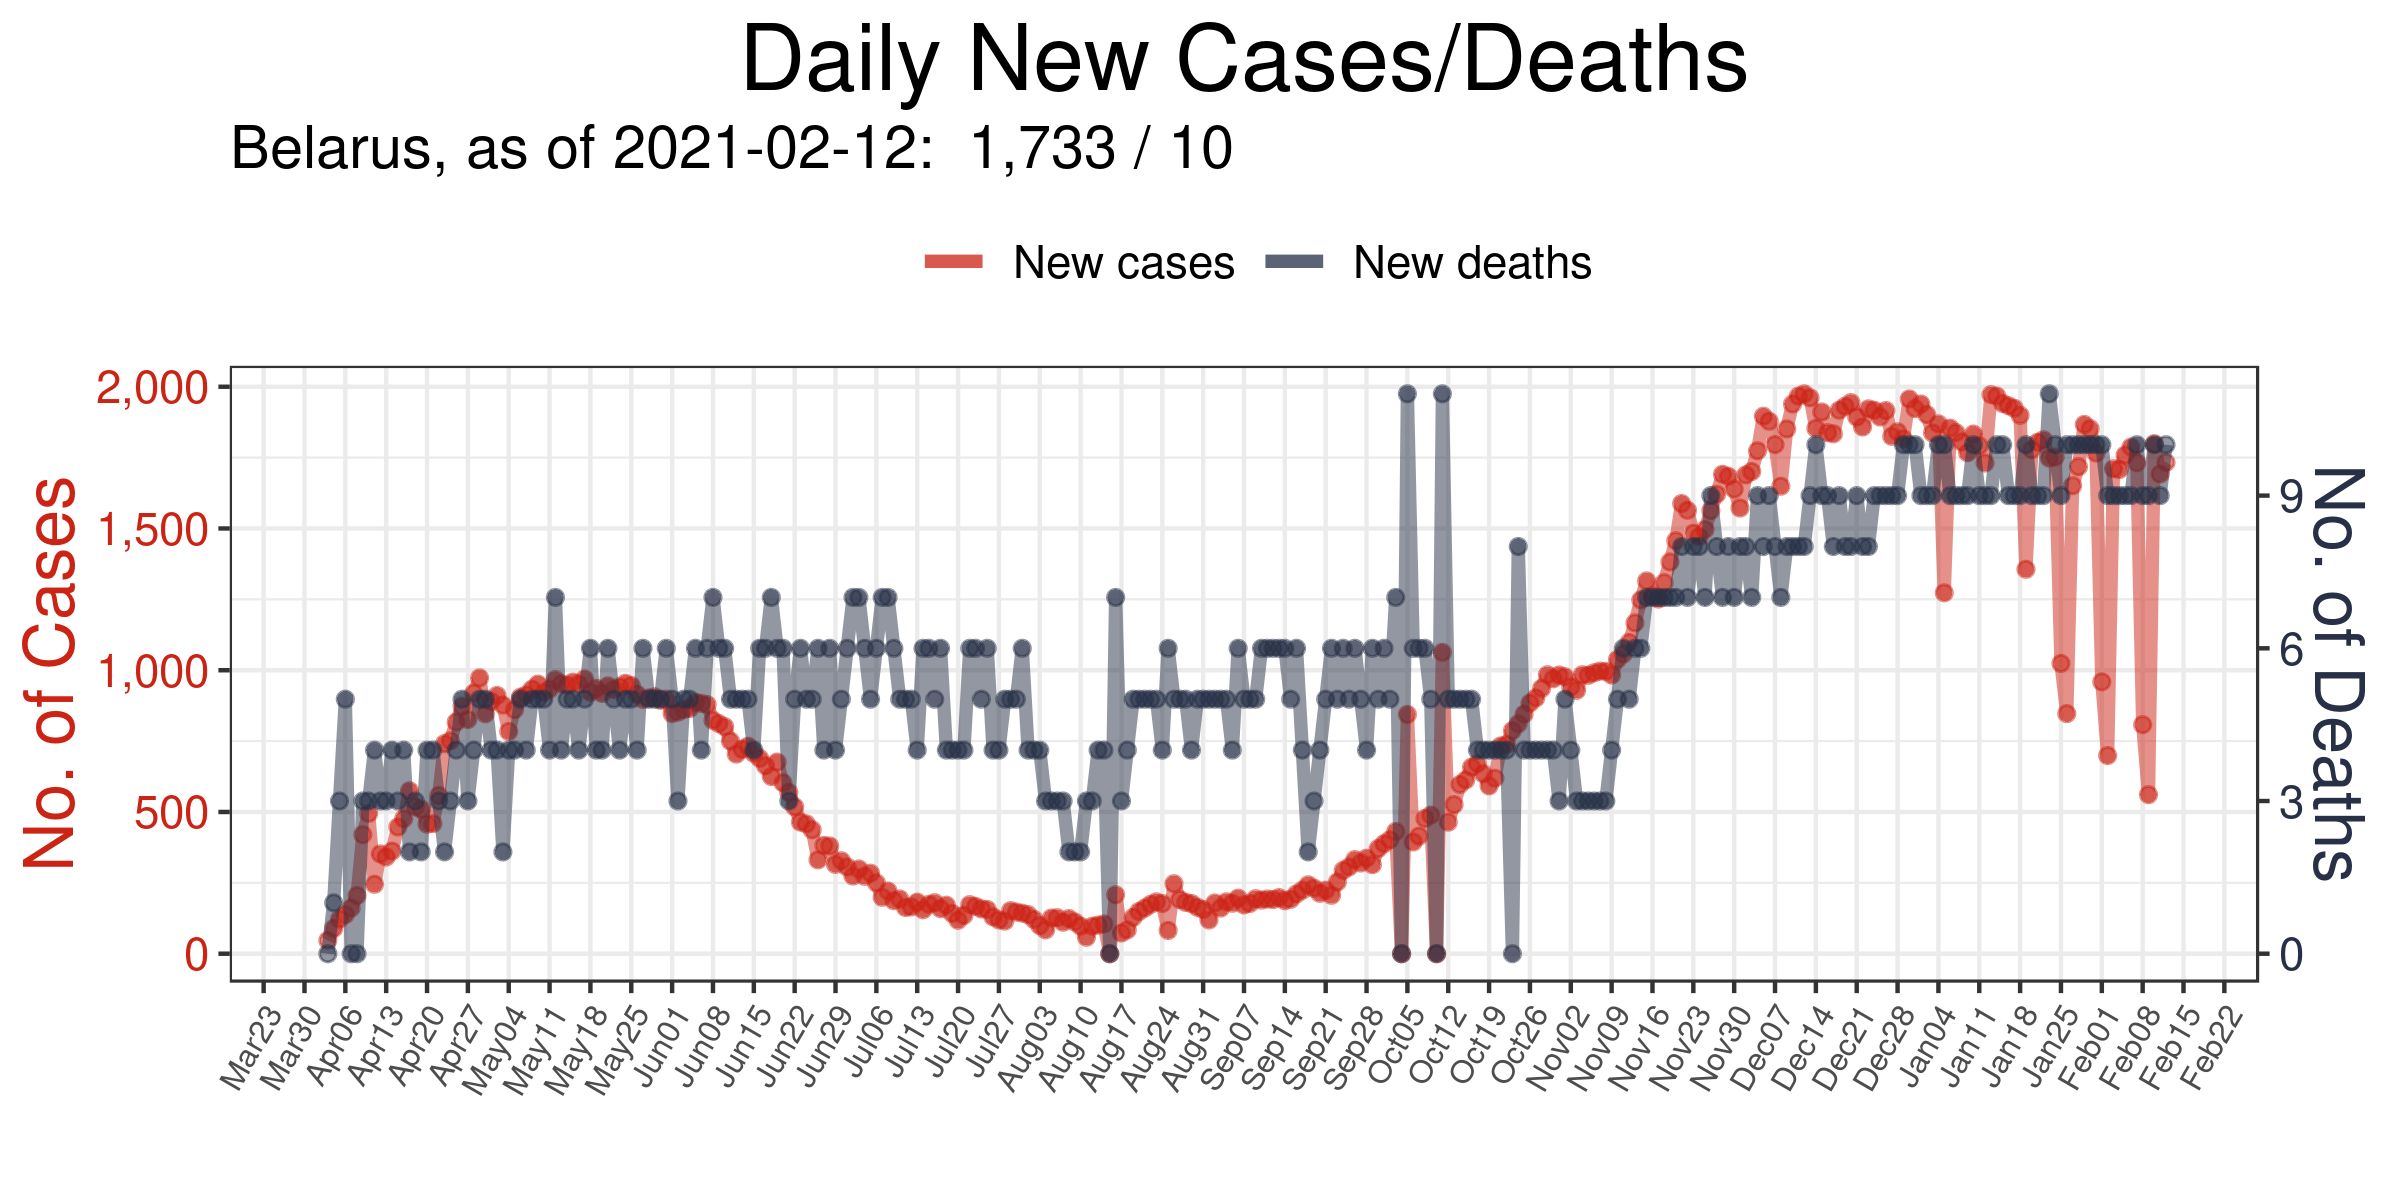 Daily New Cases/Deaths
Belarus, as of 2021-02-12:  1,733 / 10
New cases
New deaths
No. of Cases
2,000
1,500
1,000
500
0
9
6
3
0
No. of Deaths
Mar23
Mar30
Apr06
Apr13
Apr20
Apr27
May04
May11
May18
May25
Jun01
Jun08
Jun15
Jun22
Jun29
Jul06
Jul13
Jul20
Jul27
Aug03
Aug10
Aug17
Aug24
Aug31
Sep07
Sep14
Sep21
Sep28
Oct05
Oct12
Oct19
Oct26
Nov02
Nov09
Nov16
Nov23
Nov30
Dec07
Dec14
Dec21
Dec28
Jan04
Jan11
Jan18
Jan25
Feb01
Feb08
Feb15
Feb22